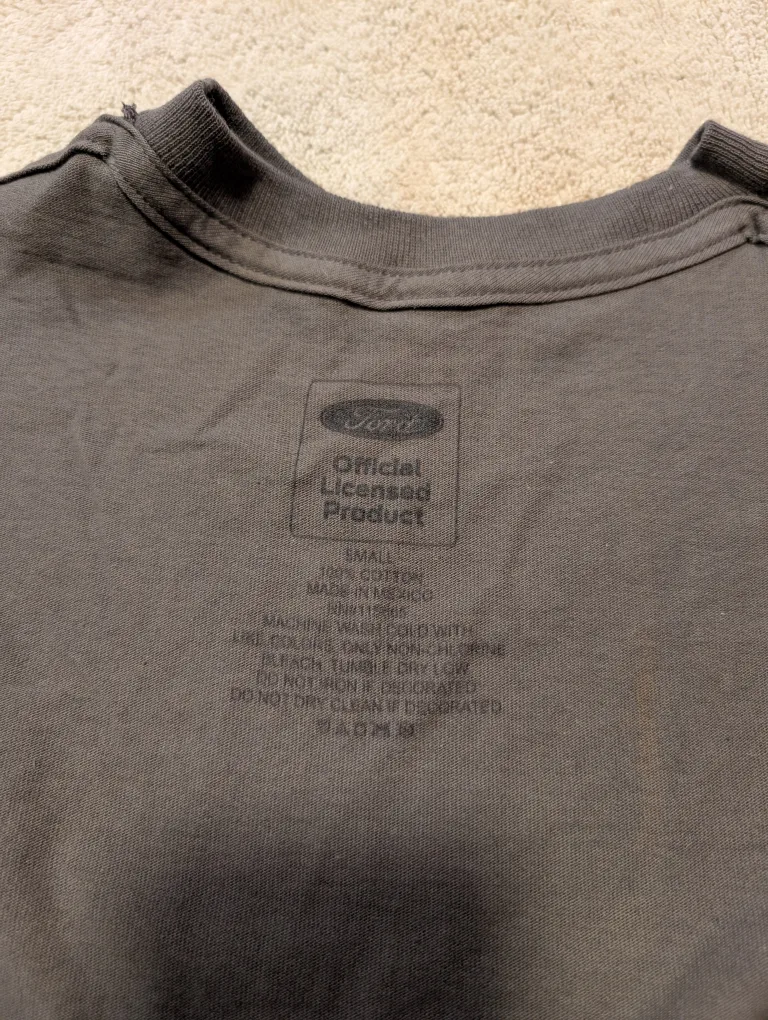 Ford
Official
Licensed
Product
SMALL
100% COTTON
MADE IN MEXICO
MACHINE WASH COLD WITH
LIKE COLORS, ONLY NON-CHLORINE
BLEACH, TUMBLE DRY LOW
DO NOT IRON IF DECORATED
DO NOT DRY CLEAN IF DECORATED